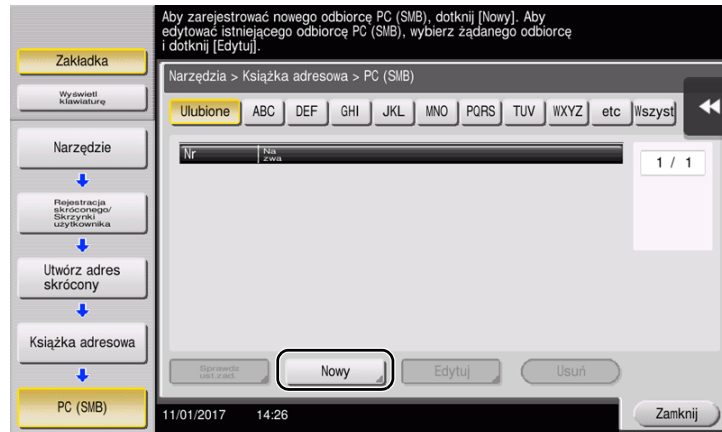 Aby zarejestrować nowego odbiorcę PC (SMB), dotknij [Nowy]. Aby
edytować istniejącego odbiorcę PC (SMB), wybierz żądanego odbiorcę
i dotknij [Edytuj].
Zakładka
Wyświetl
klawiaturę
Narzędzie
Rejestracja
skróconego/
Skrzynki
użytkownika
Utwórz adres
skrócony
Książka adresowa
PC (SMB)
Narzędzia > Książka adresowa > PC (SMB)
Ulubione ABC DEF GHI JKL MNO PQRS TUV WXYZ etc Wszyst
Nr Na
zwa
1 / 1
Sprawdź
ust.zad.
Nowy Edytuj Usuń
11/01/2017 14:26 Zamknij